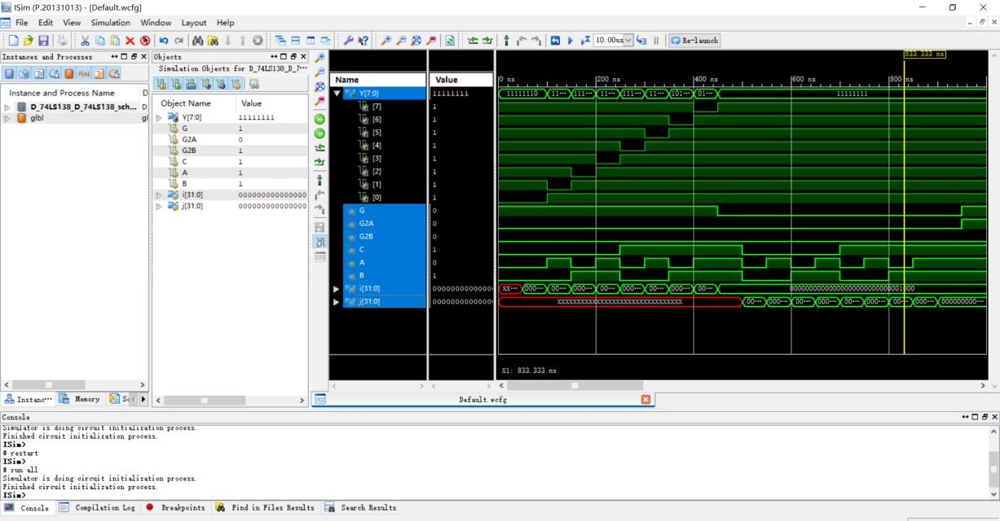 ISim (P.20131013) - [Default.wcfg]
File Edit View Simulation Window Layout Help
10.00us
Re-launch
Instances and Processes
Instance and Process Name D
D_74LS138_D_74LS138_sch... D
glbl gl
Instanc···
Memory
Objects
Simulation Objects for D_74LS138_D_7···
Object Name Value
Y[7:0] 11111111
G 1
G2A 0
G2B 1
C 1
A 1
B 1
i[31:0] 000000000000000
j[31:0] 000000000000000
Name Value
Y[7:0] 11111111
[7] 1
[6] 1
[5] 1
[4] 1
[3] 1
[2] 1
[1] 1
[0] 1
G 0
G2A 0
G2B 0
C 1
A 0
B 1
i[31:0] 0000000000000
j[31:0] 0000000000000
833.333 ns
0 ns 200 ns 400 ns 600 ns 800 ns
11111110 11··· 111··· 11··· 111··· 11··· 101··· 01··· 11111111
XX··· 000··· 00··· 000··· 00··· 000··· 00··· 000··· 00··· 00000000000000000000000000001000
XXXXXXXXXXXXXXXXXXXXXXXXXXXXXXXX 00··· 000··· 00··· 000··· 00··· 000··· 00··· 000··· 000000000···
X1: 833.333 ns
Default.wcfg
Console
Simulator is doing circuit initialization process.
Finished circuit initialization process.
ISim>
# restart
ISim>
# run all
Simulator is doing circuit initialization process.
Finished circuit initialization process.
ISim>
Console Compilation Log Breakpoints Find in Files Results Search Results